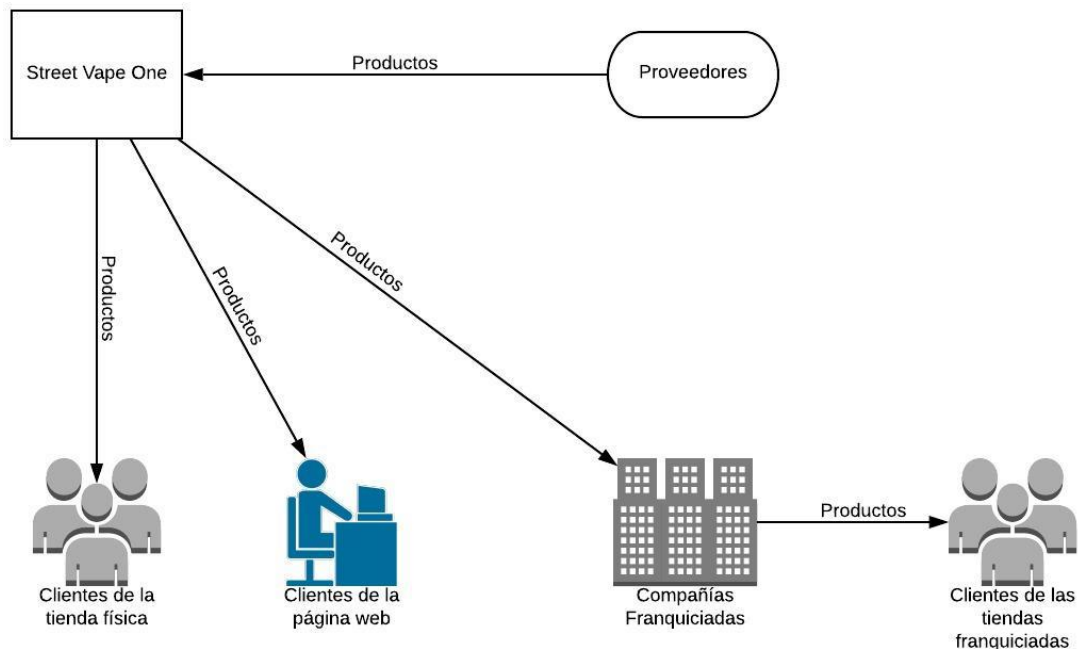 Street Vape One
Productos
Proveedores
Productos
Productos
Productos
Productos
Clientes de la
tienda física
Clientes de la
página web
Compañías
Franquiciadas
Clientes de las
tiendas
franquiciadas